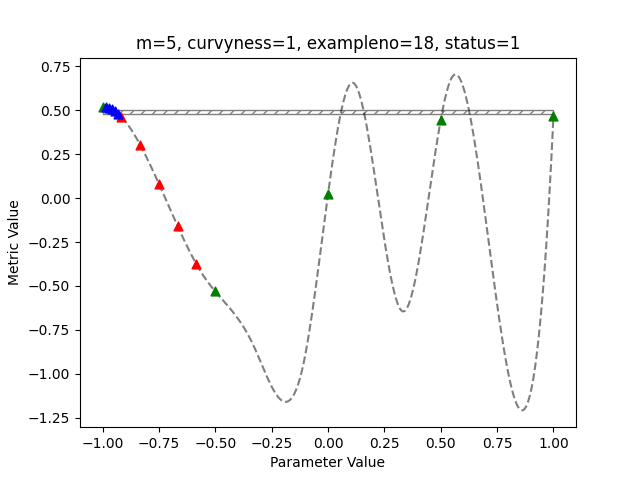 m=5, curvyness=1, exampleno=18, status=1
0.75
0.50
0.25
0.00
−0.25
−0.50
−0.75
−1.00
−1.25
Metric Value
−1.00 −0.75 −0.50 −0.25 0.00 0.25 0.50 0.75 1.00
Parameter Value